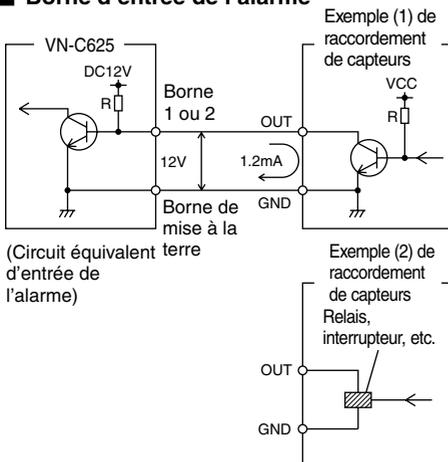 ■ Borne d'entrée de l'alarme
Exemple (1) de
raccordement
de capteurs
VN-C625
DC12V
R
Borne
1 ou 2
12V
1.2mA
OUT
GND
VCC
R
Borne de
mise à la
terre
(Circuit équivalent
d'entrée de
l'alarme)
Exemple (2) de
raccordement
de capteurs
Relais,
interrupteur, etc.
OUT
GND